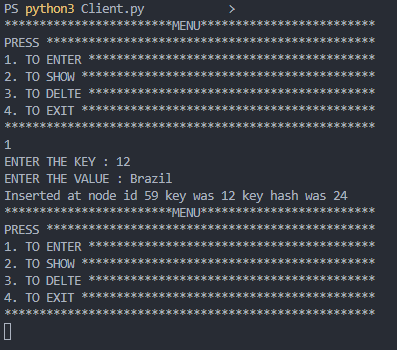 PS python3 Client.py >
************************MENU*************************
PRESS ***********************************************
1. TO ENTER ******************************************
2. TO SHOW ******************************************
3. TO DELTE ******************************************
4. TO EXIT ******************************************
*****************************************************
1
ENTER THE KEY : 12
ENTER THE VALUE : Brazil
Inserted at node id 59 key was 12 key hash was 24
************************MENU*************************
PRESS ***********************************************
1. TO ENTER ******************************************
2. TO SHOW ******************************************
3. TO DELTE ******************************************
4. TO EXIT ******************************************
*****************************************************